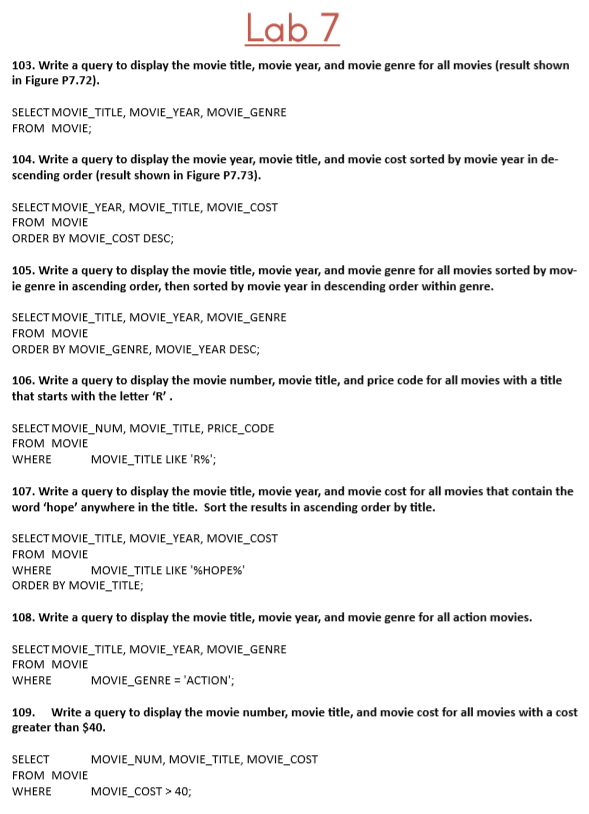 Lab 7
103. Write a query to display the movie title, movie year, and movie genre for all movies (result shown
in Figure P7.72).
SELECT MOVIE_TITLE, MOVIE_YEAR, MOVIE_GENRE
FROM MOVIE;
104. Write a query to display the movie year, movie title, and movie cost sorted by movie year in de-
scending order (result shown in Figure P7.73).
SELECT MOVIE_YEAR, MOVIE_TITLE, MOVIE_COST
FROM MOVIE
ORDER BY MOVIE_COST DESC;
105. Write a query to display the movie title, movie year, and movie genre for all movies sorted by mov-
ie genre in ascending order, then sorted by movie year in descending order within genre.
SELECT MOVIE_TITLE, MOVIE_YEAR, MOVIE_GENRE
FROM MOVIE
ORDER BY MOVIE_GENRE, MOVIE_YEAR DESC;
106. Write a query to display the movie number, movie title, and price code for all movies with a title
that starts with the letter ‘R’ .
SELECT MOVIE_NUM, MOVIE_TITLE, PRICE_CODE
FROM MOVIE
WHERE MOVIE_TITLE LIKE 'R%';
107. Write a query to display the movie title, movie year, and movie cost for all movies that contain the
word ‘hope’ anywhere in the title. Sort the results in ascending order by title.
SELECT MOVIE_TITLE, MOVIE_YEAR, MOVIE_COST
FROM MOVIE
WHERE MOVIE_TITLE LIKE '%HOPE%'
ORDER BY MOVIE_TITLE;
108. Write a query to display the movie title, movie year, and movie genre for all action movies.
SELECT MOVIE_TITLE, MOVIE_YEAR, MOVIE_GENRE
FROM MOVIE
WHERE MOVIE_GENRE = 'ACTION';
109. Write a query to display the movie number, movie title, and movie cost for all movies with a cost
greater than $40.
SELECT MOVIE_NUM, MOVIE_TITLE, MOVIE_COST
FROM MOVIE
WHERE MOVIE_COST > 40;